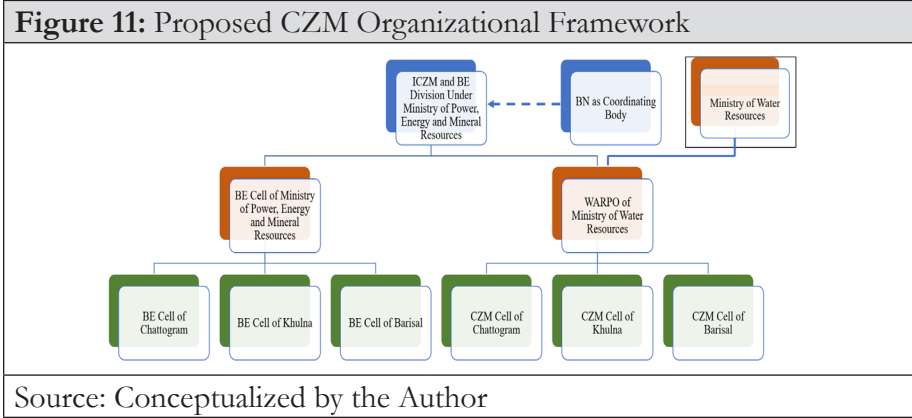 Figure 11: Proposed CZM Organizational Framework
ICZM and BE
Division Under
Ministry of Power,
Energy and Mineral
Resources
BN as Coordinating
Body
Ministry of Water
Resources
BE Cell of Ministry
of Power, Energy
and Mineral
Resources
WARPO of
Ministry of Water
Resources
BE Cell of
Chattogram
BE Cell of Khulna
BE Cell of Barisal
CZM Cell of
Chattogram
CZM Cell of
Khulna
CZM Cell of
Barisal
Source: Conceptualized by the Author